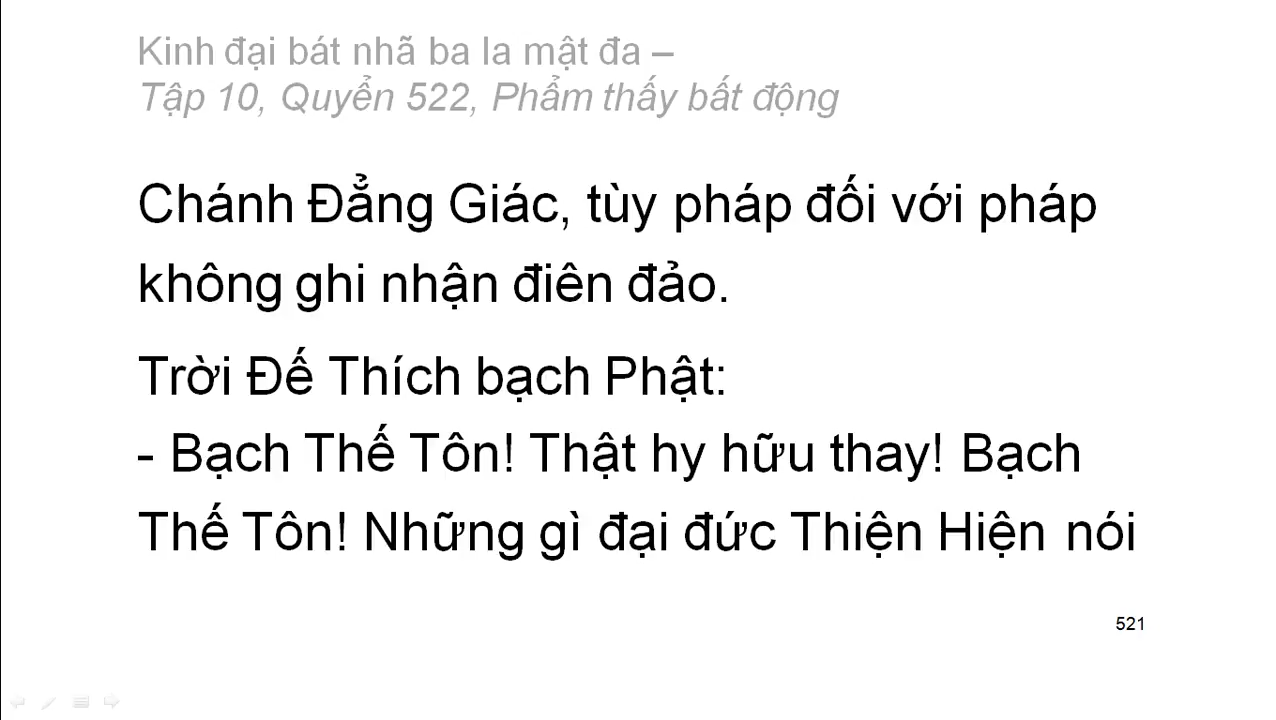 Kinh đại bát nhã ba la mật đa –
Tập 10, Quyển 522, Phẩm thấy bất động
Chánh Đẳng Giác, tùy pháp đối với pháp
không ghi nhận điên đảo.
Trời Đế Thích bạch Phật:
- Bạch Thế Tôn! Thật hy hữu thay! Bạch
Thế Tôn! Những gì đại đức Thiện Hiện nói
521